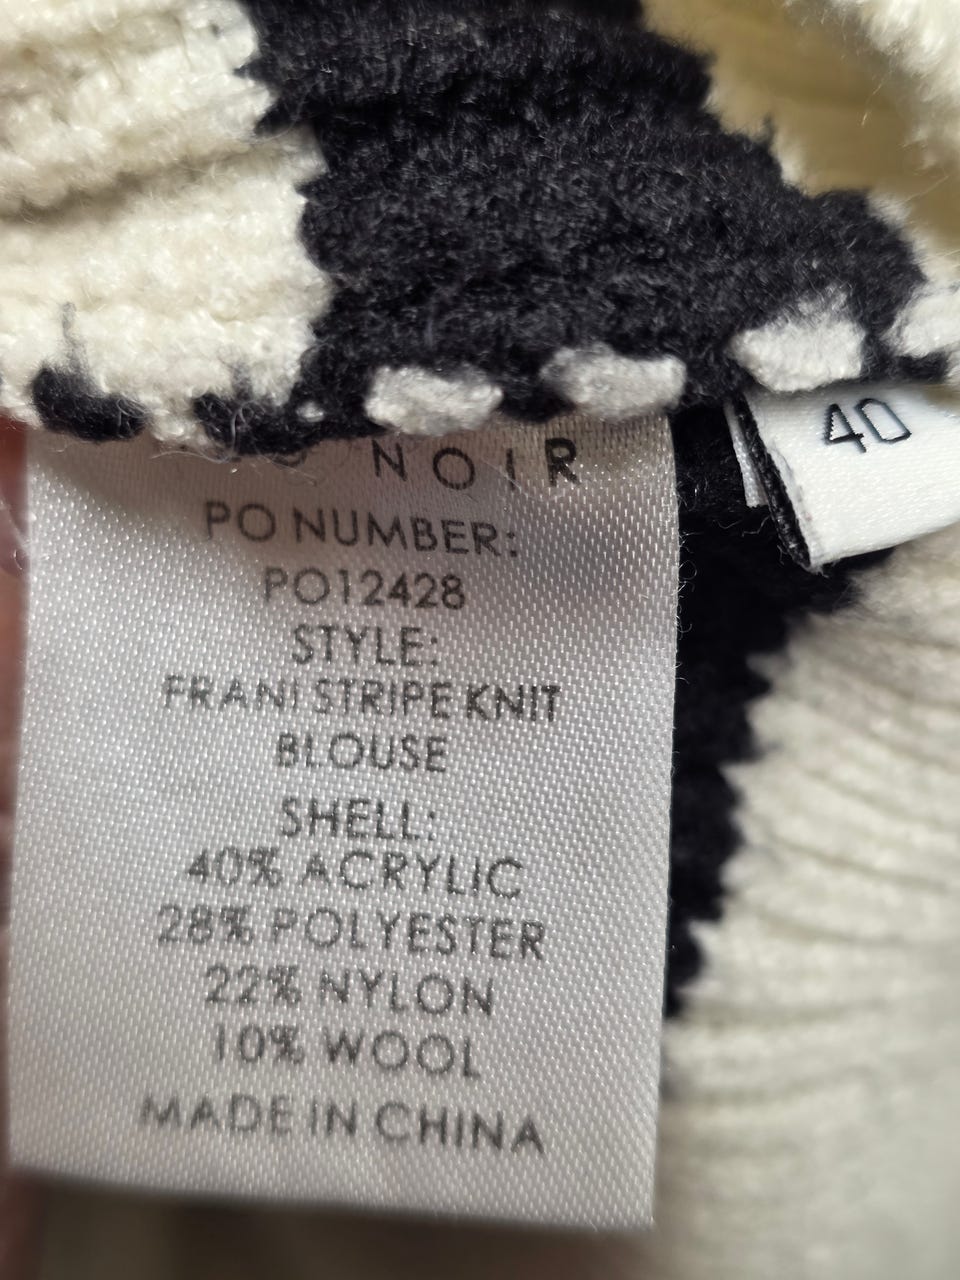 NOIR
PO NUMBER:
PO12428
STYLE:
FRANI STRIPE KNIT
BLOUSE
SHELL:
40% ACRYLIC
28% POLYESTER
22% NYLON
10% WOOL
MADE IN CHINA
40